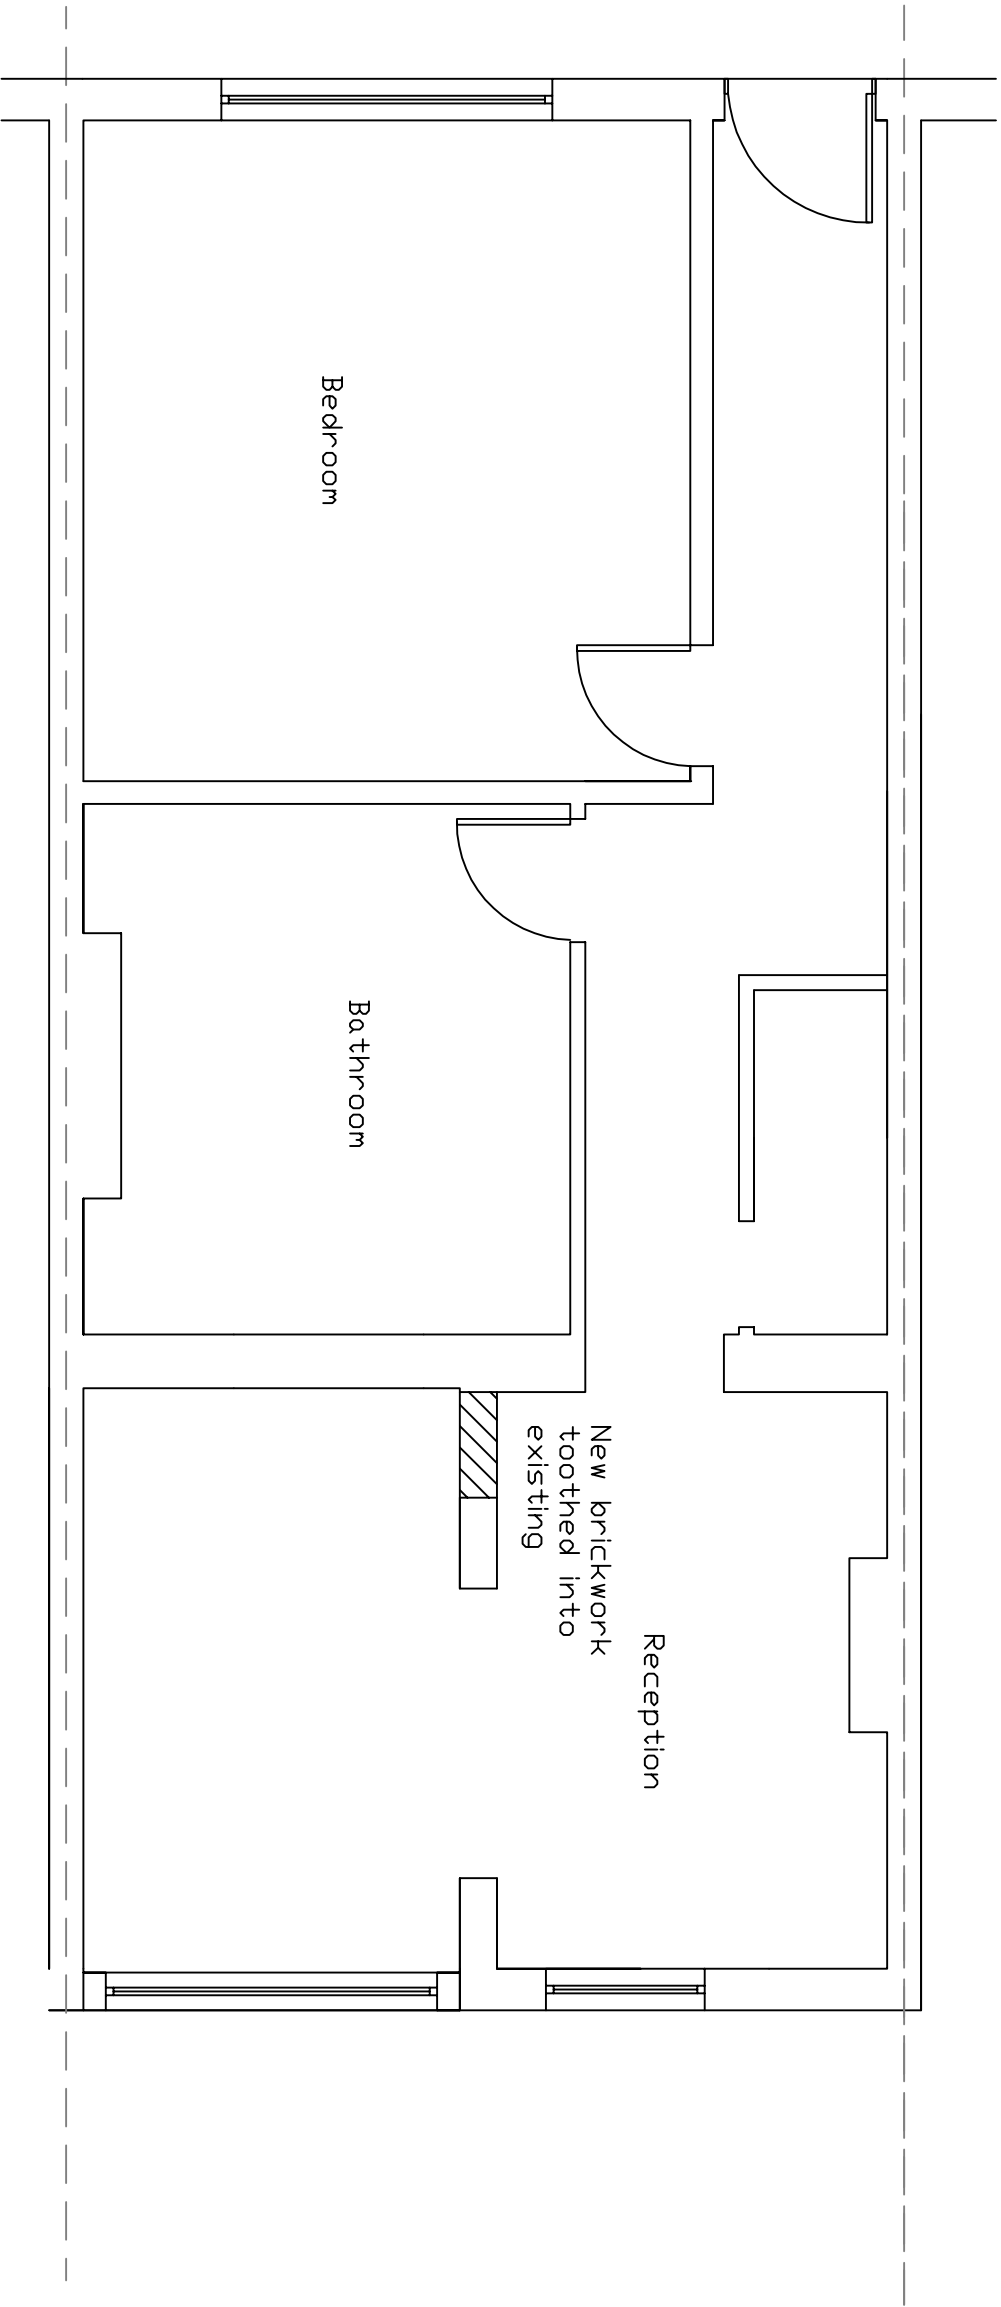 Bedroom
Bathroom
New brickwork
toothed into
existing
Reception